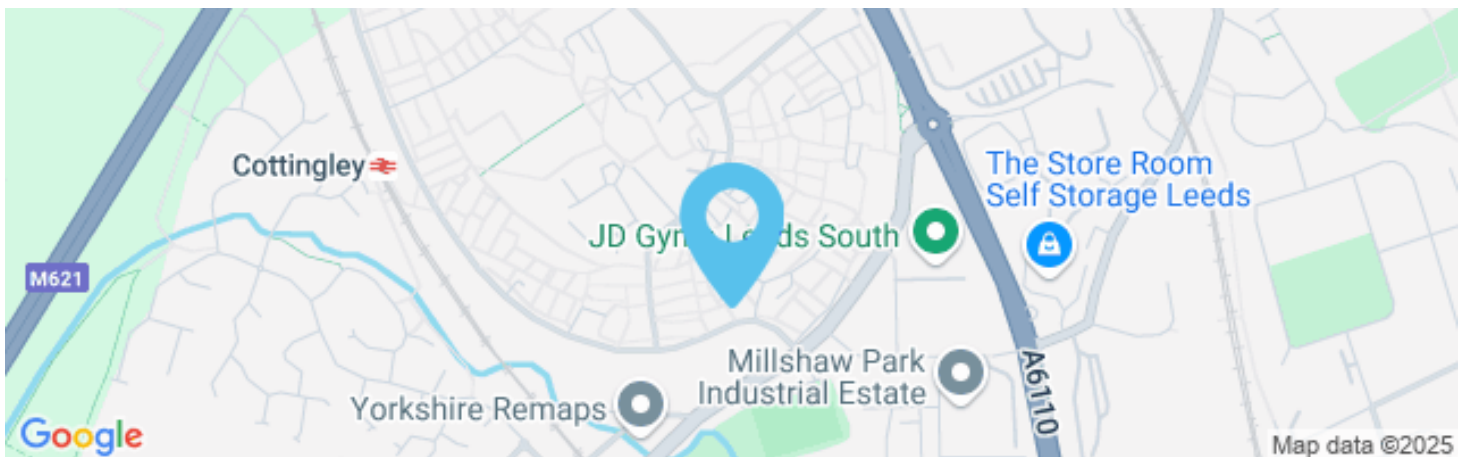 Cottingley
The Store Room
Self Storage Leeds
JD Gyms Leeds South
M621
Millshaw Park
Industrial Estate
A6110
Yorkshire Remaps
Google
Map data ©2025